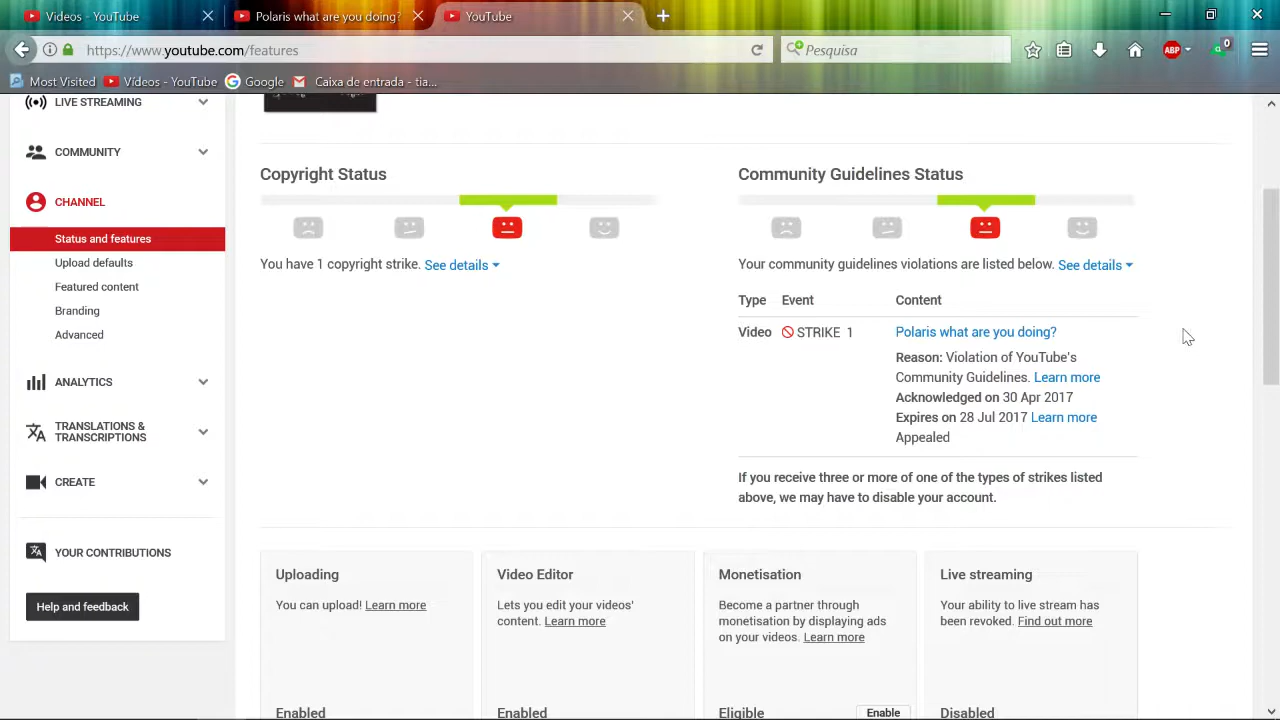 Videos - YouTube
Polaris what are you doing?
YouTube
https://www.youtube.com/features
Pesquisa
ABP
0
Most Visited
Vídeos - YouTube
Google
Caixa de entrada - tia...
LIVE STREAMING
COMMUNITY
CHANNEL
Status and features
Upload defaults
Featured content
Branding
Advanced
ANALYTICS
TRANSLATIONS &
TRANSCRIPTIONS
CREATE
YOUR CONTRIBUTIONS
Help and feedback
Copyright Status
You have 1 copyright strike. See details
Community Guidelines Status
Your community guidelines violations are listed below. See details
Type Event Content
Video STRIKE 1 Polaris what are you doing?
Reason: Violation of YouTube's
Community Guidelines. Learn more
Acknowledged on 30 Apr 2017
Expires on 28 Jul 2017 Learn more
Appealed
If you receive three or more of one of the types of strikes listed
above, we may have to disable your account.
Uploading
You can upload! Learn more
Enabled
Video Editor
Lets you edit your videos'
content. Learn more
Enabled
Monetisation
Become a partner through
monetisation by displaying ads
on your videos. Learn more
Eligible Enable
Live streaming
Your ability to live stream has
been revoked. Find out more
Disabled